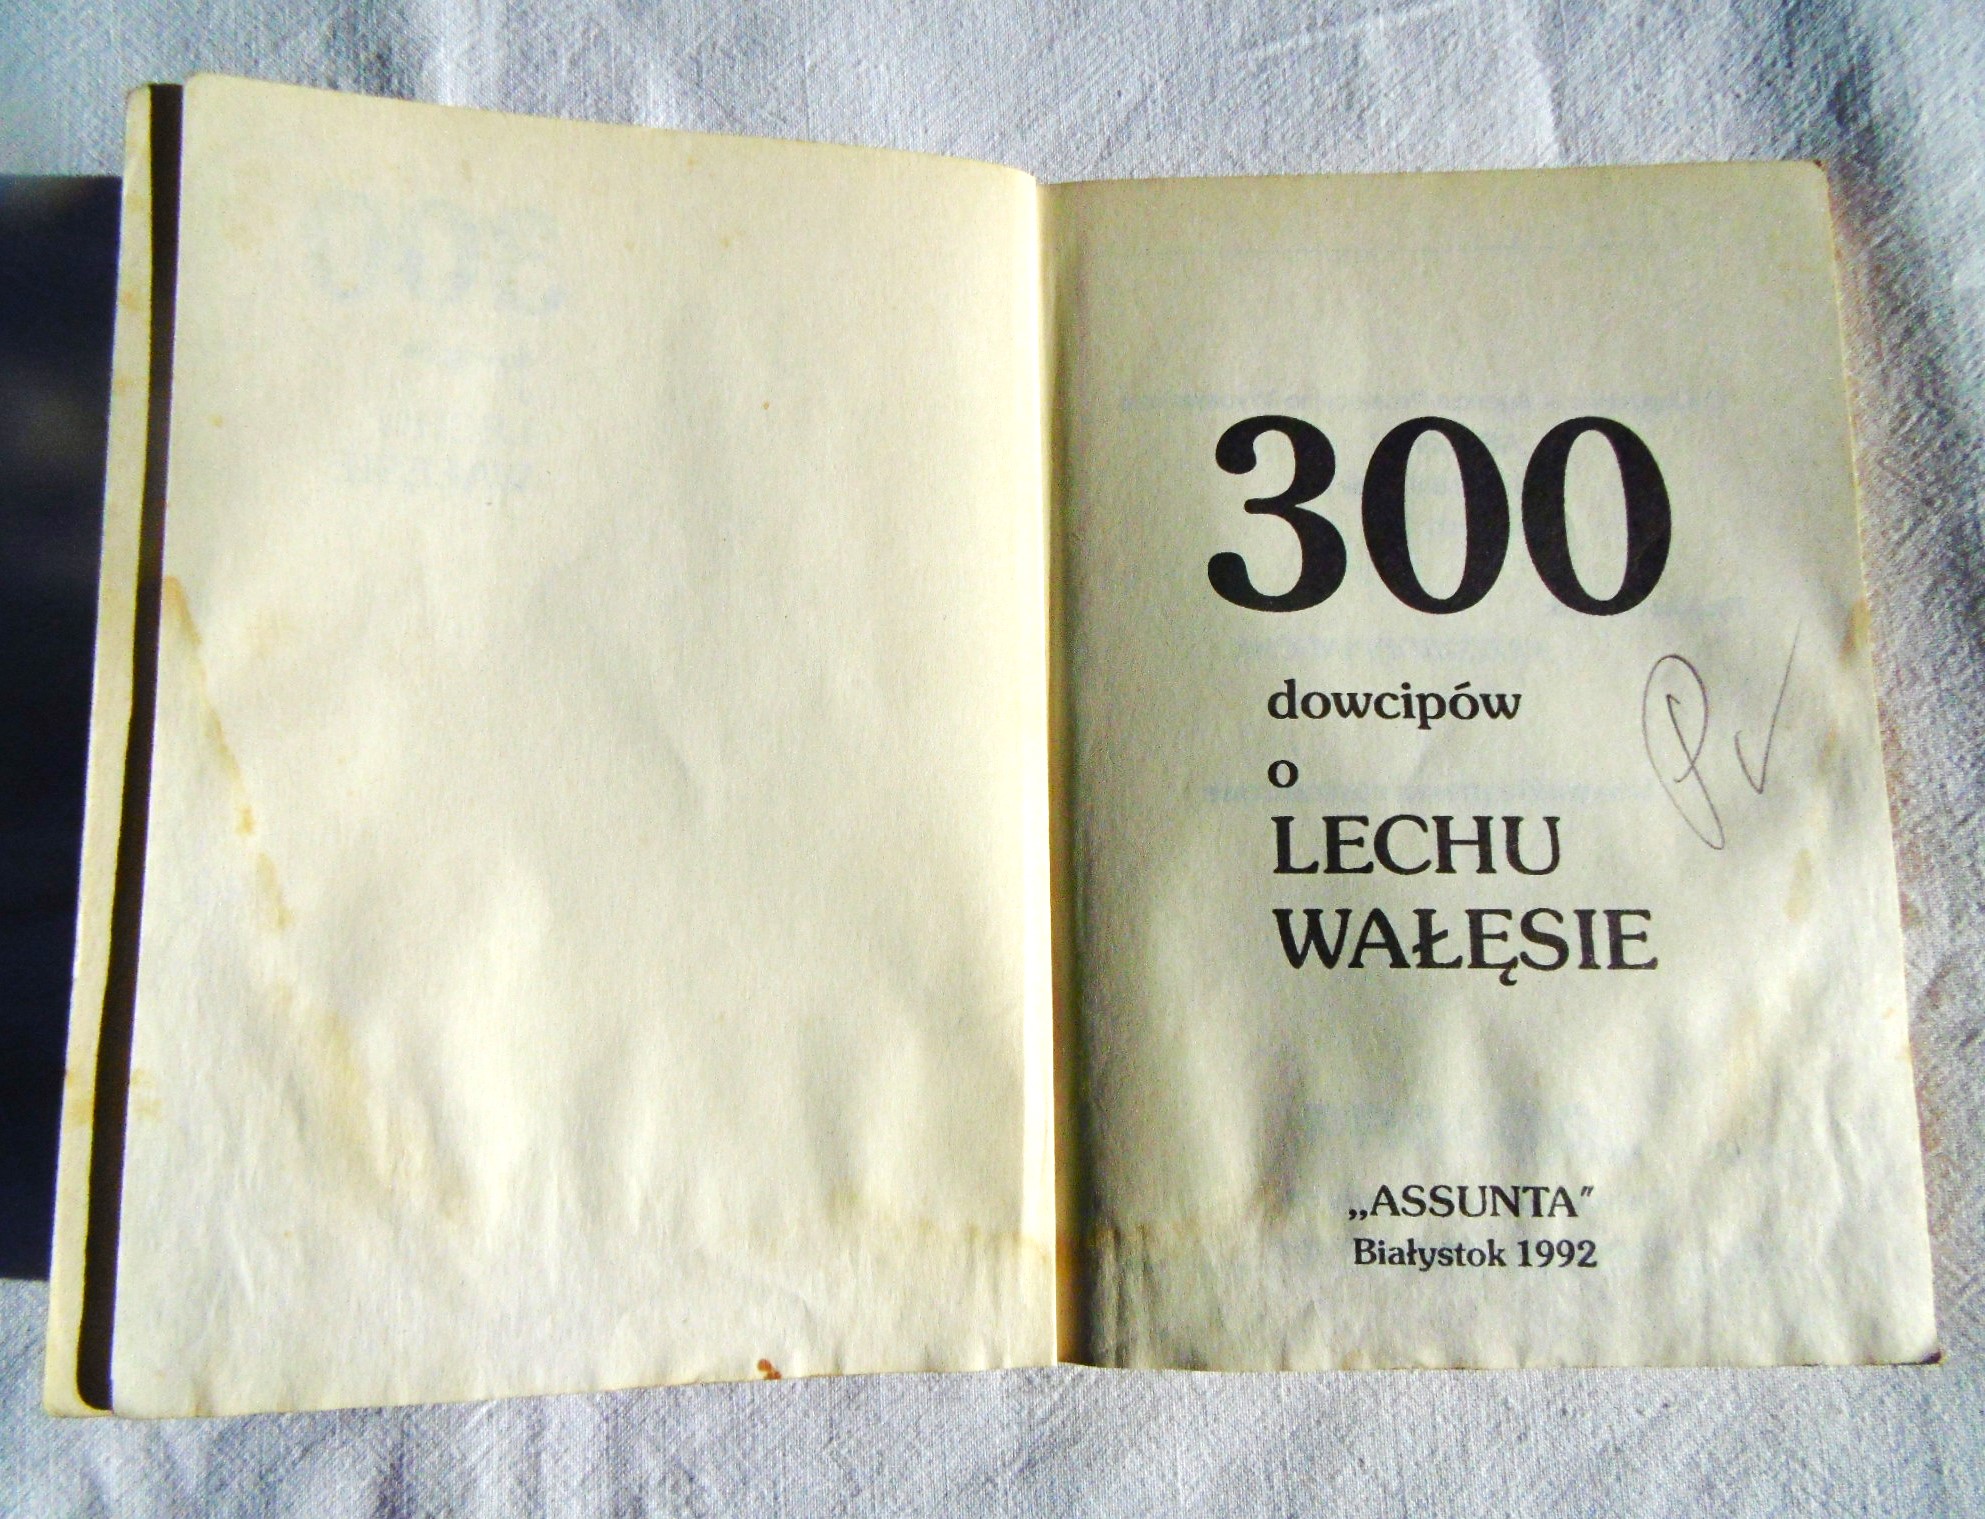 300
dowcipów
o
LECHU
WAŁĘSIE
„ASSUNTA”
Białystok 1992